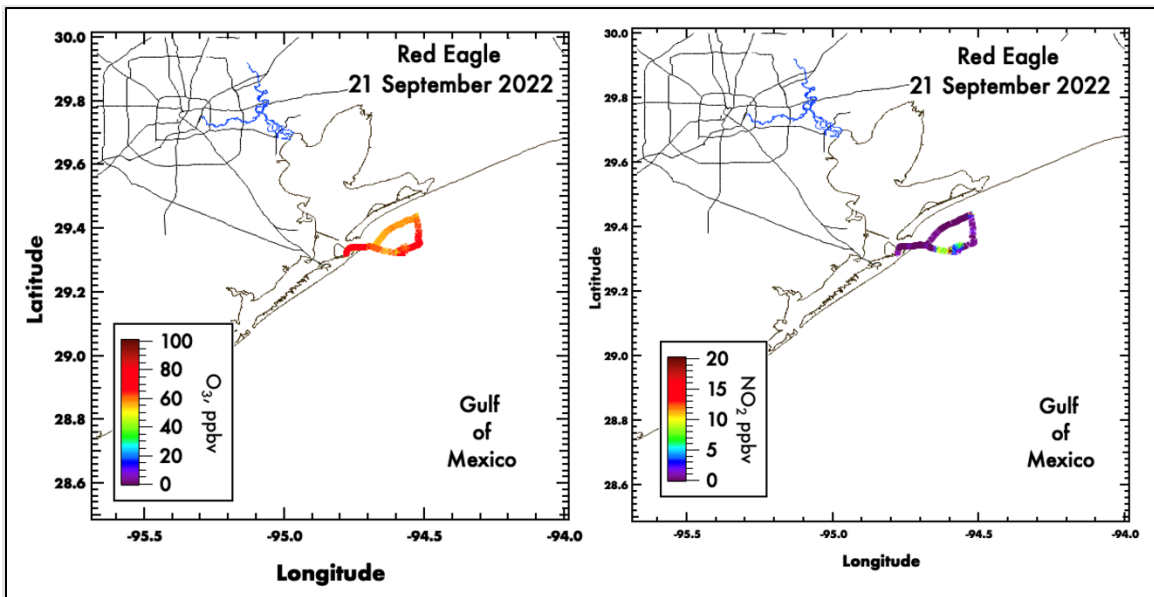 Red Eagle
21 September 2022
30.0
29.8
29.6
29.4
29.2
29.0
28.8
28.6
Latitude
100
80
60
40
20
0
O3, ppbv
Gulf
of
Mexico
-95.5
-95.0
-94.5
-94.0
Longitude
Red Eagle
21 September 2022
30.0
29.8
29.6
29.4
29.2
29.0
28.8
28.6
Latitude
20
15
10
5
0
NO2 ppbv
Gulf
of
Mexico
-95.5
-95.0
-94.5
-94.0
Longitude